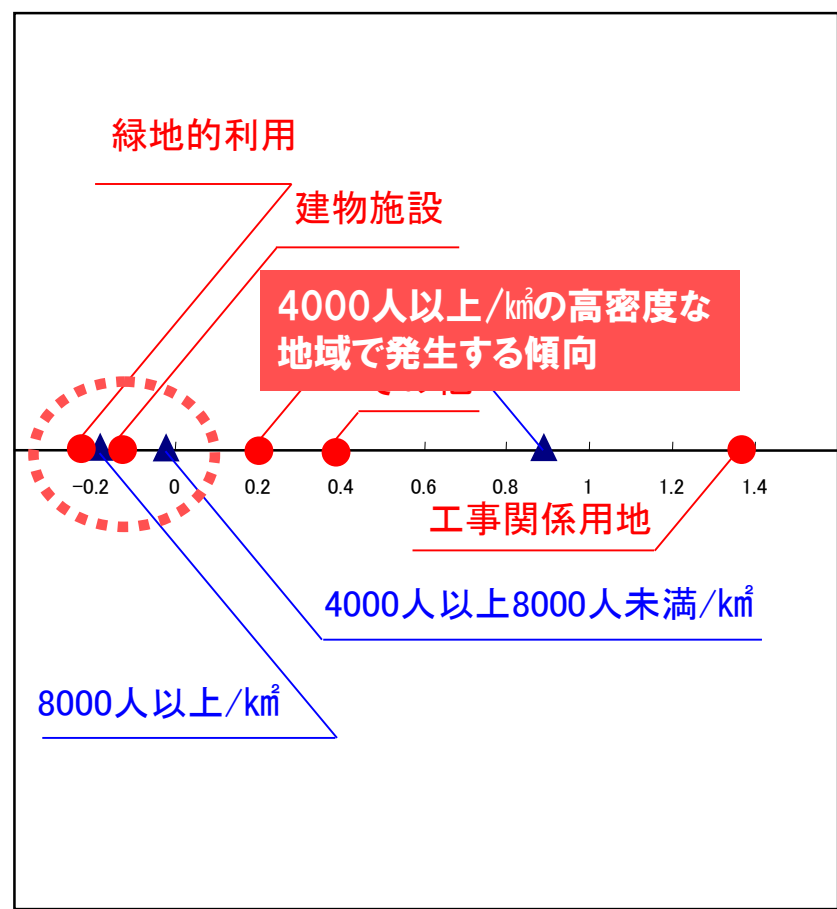 緑地的利用
建物施設
4000人以上/㎢の高密度な
地域で発生する傾向
-0.2 0 0.2 0.4 0.6 0.8 1 1.2 1.4
工事関係用地
4000人以上8000人未満/㎢
8000人以上/㎢